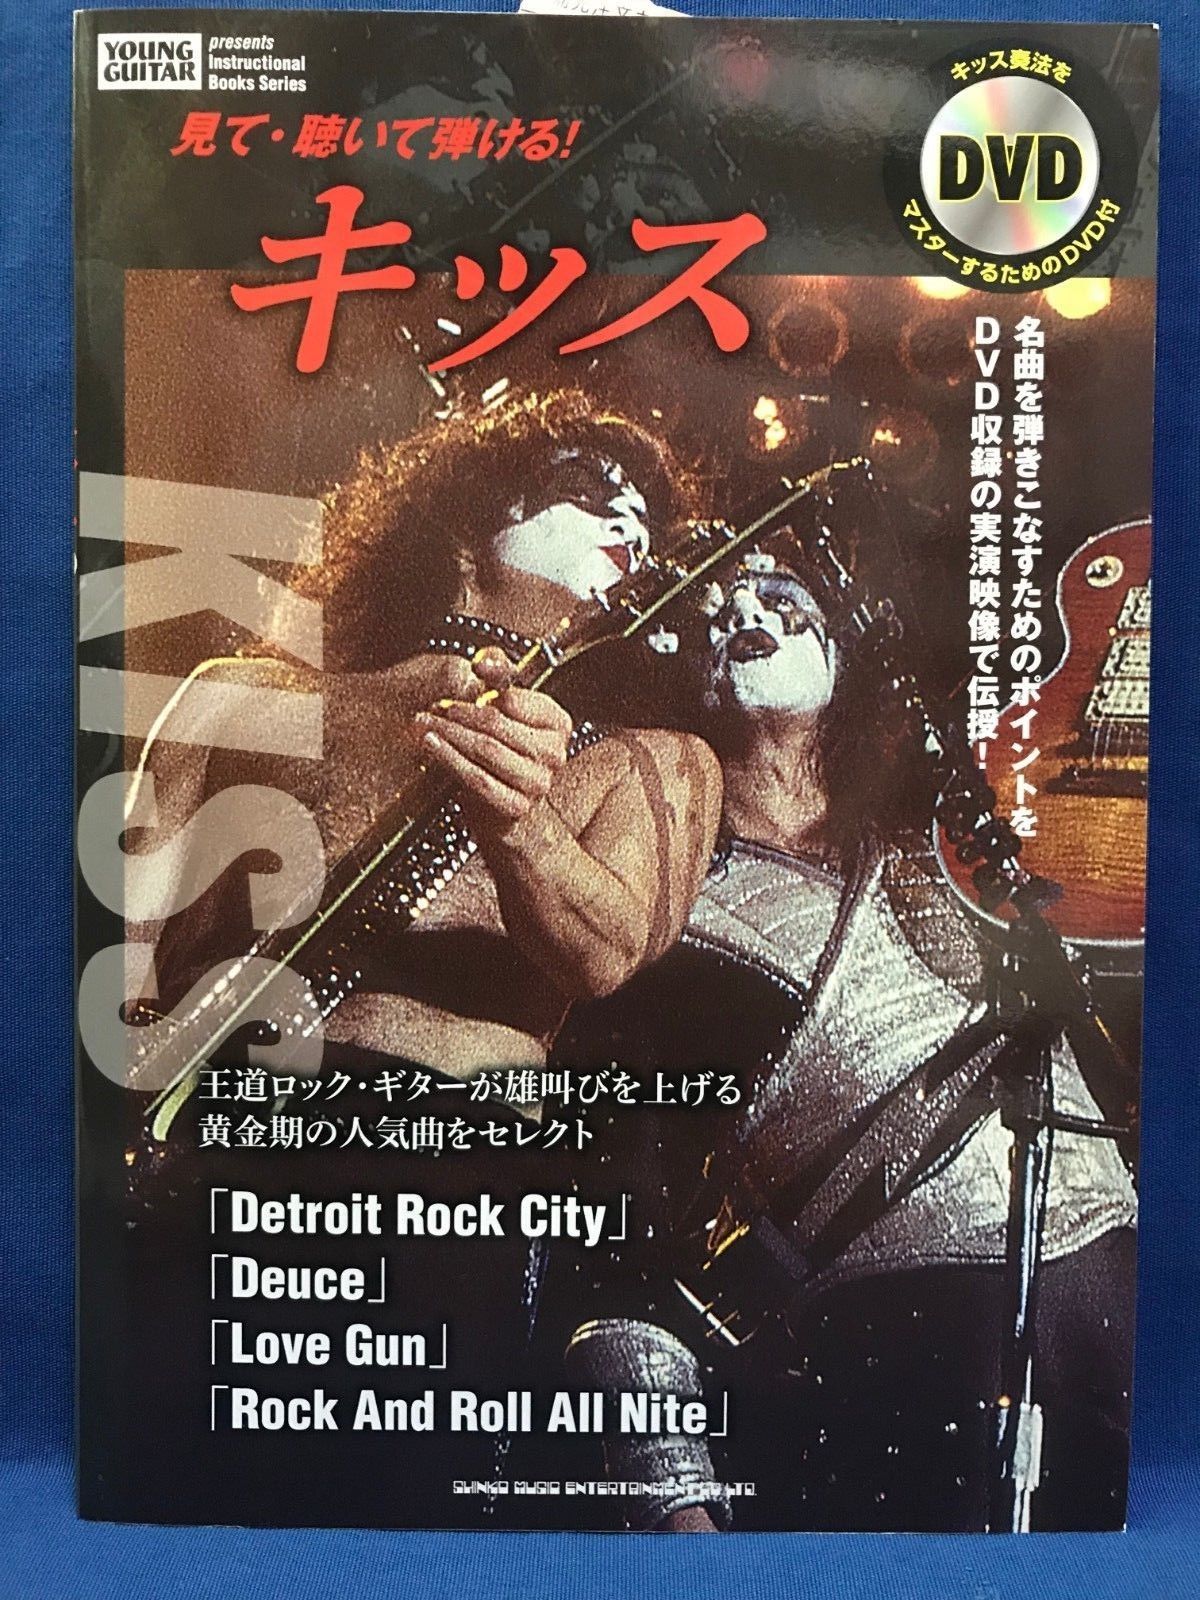 YOUNG GUITAR
presents
Instructional
Books Series
見て・聴いて弾ける!
キッス
キッス奏法を
DVD
マスターするためのDVD付
名曲を弾きこなすためのポイントを
DVD収録の実演映像で伝授!
KISS
王道ロック・ギターが雄叫びを上げる
黄金期の人気曲をセレクト
「Detroit Rock City」
「Deuce」
「Love Gun」
「Rock And Roll All Nite」
SHINKO MUSIC ENTERTAINMENT CO.LTD.